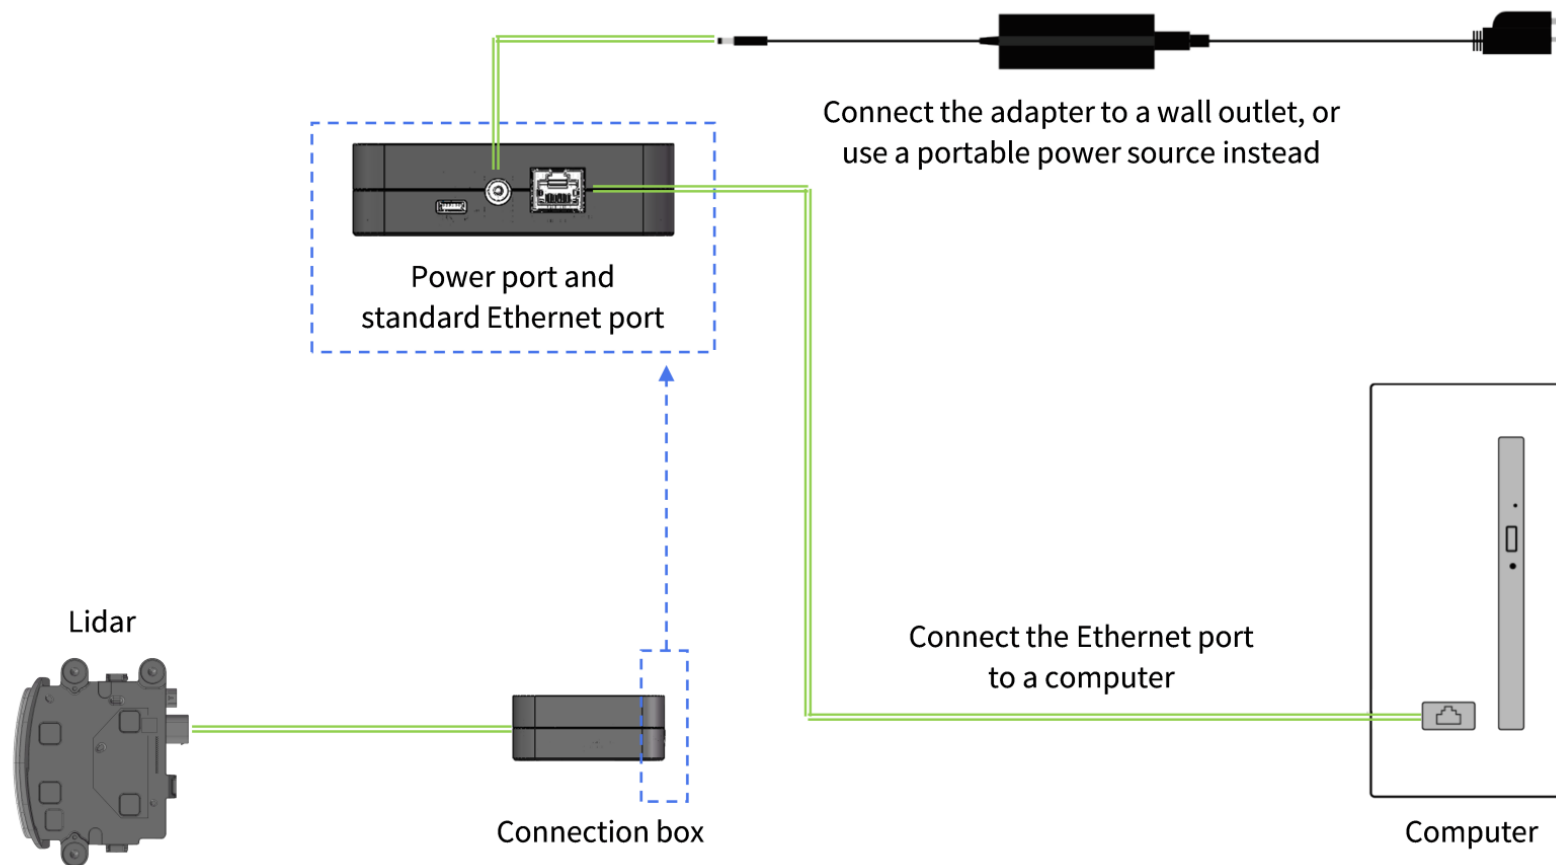 Connect the adapter to a wall outlet, or
use a portable power source instead
Power port and
standard Ethernet port
Lidar
Connect the Ethernet port
to a computer
Connection box
Computer